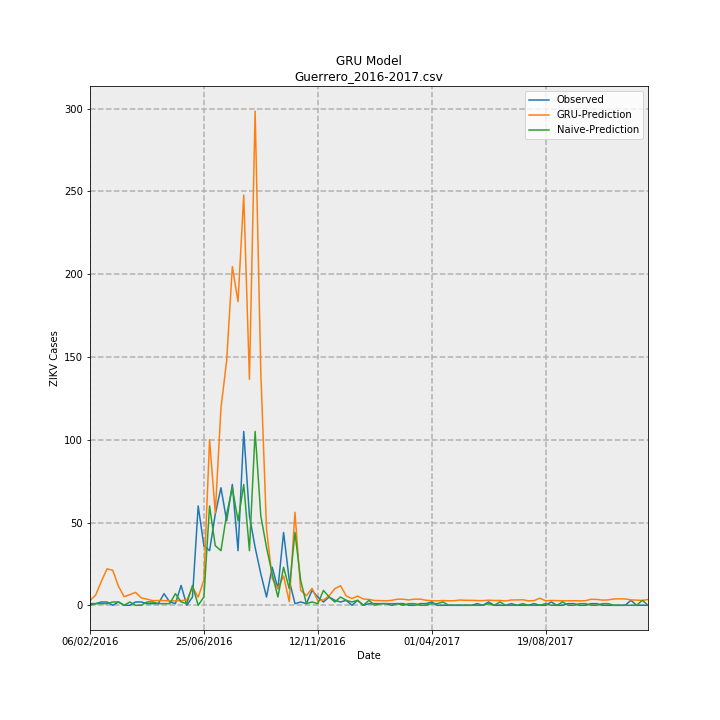 GRU Model
Guerrero_2016-2017.csv
Observed
GRU-Prediction
Naive-Prediction
300
250
200
150
100
50
0
ZIKV Cases
06/02/2016
25/06/2016
12/11/2016
01/04/2017
19/08/2017
Date